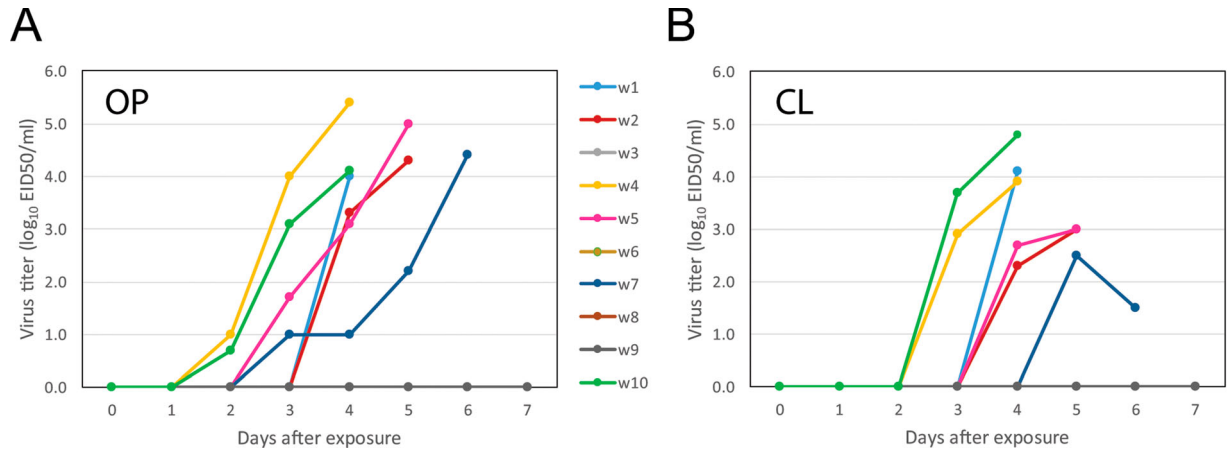 A
B
6.0
5.0
4.0
3.0
2.0
1.0
0.0
Virus titer (log10 EID50/ml)
OP
0 1 2 3 4 5 6 7
Days after exposure
w1
w2
w3
w4
w5
w6
w7
w8
w9
w10
6.0
5.0
4.0
3.0
2.0
1.0
0.0
Virus titer (log10 EID50/ml)
CL
0 1 2 3 4 5 6 7
Days after exposure